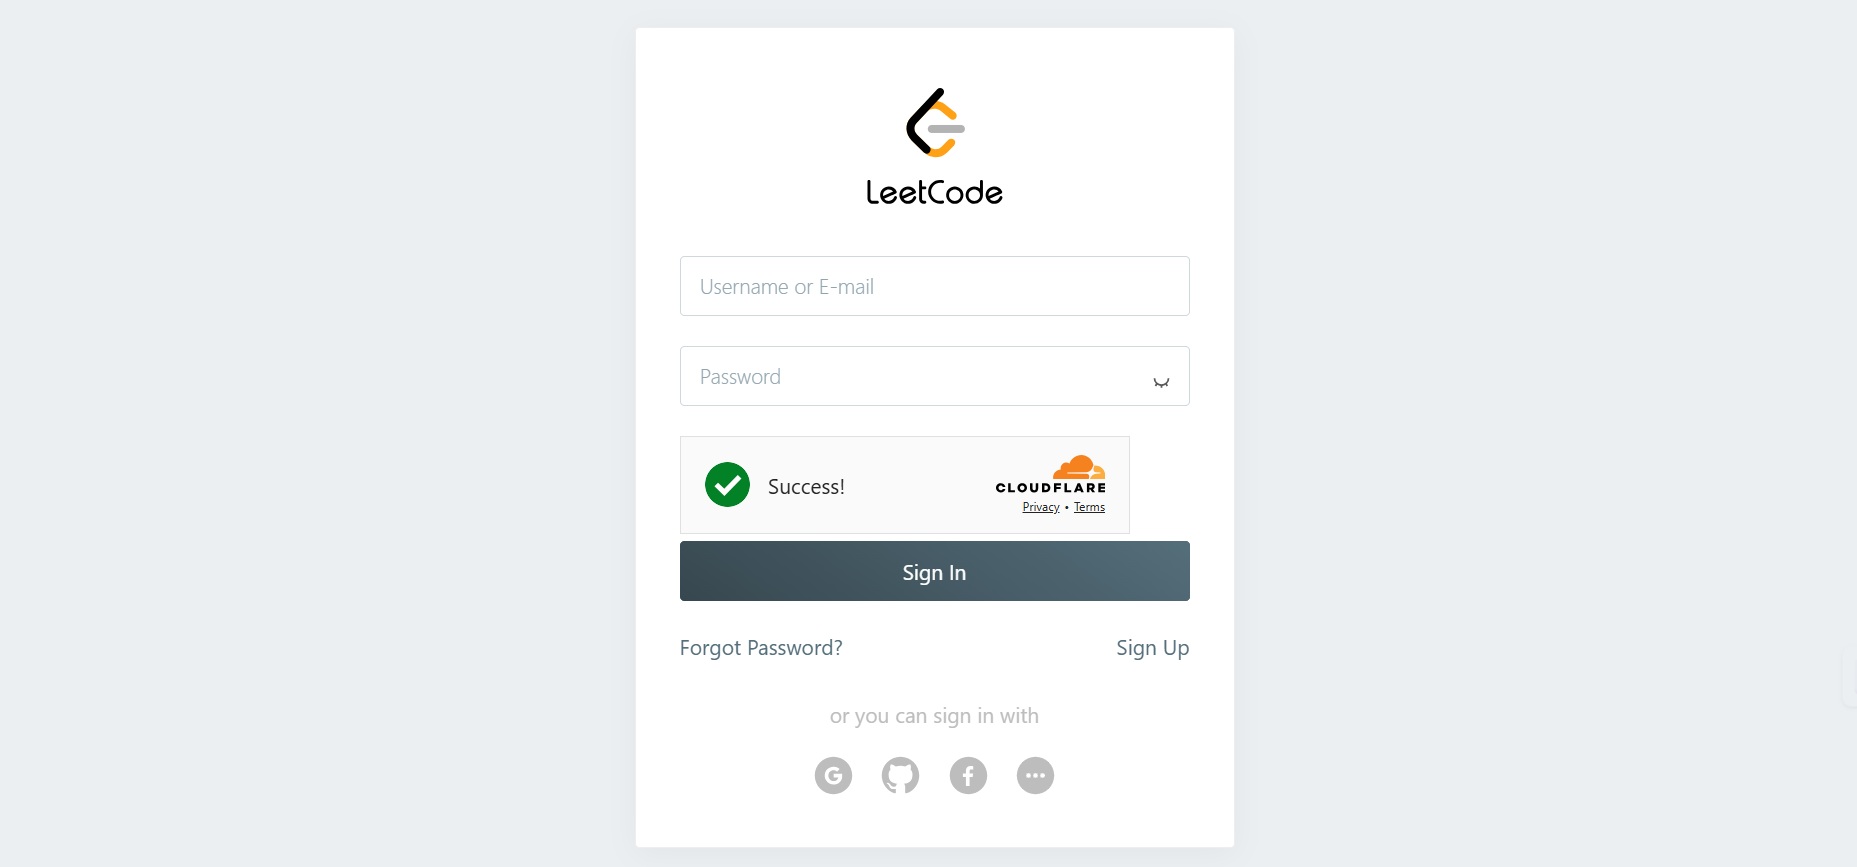 LeetCode
Username or E-mail
Password
Success!
CLOUDFLARE
Privacy • Terms
Sign In
Forgot Password? Sign Up
or you can sign in with